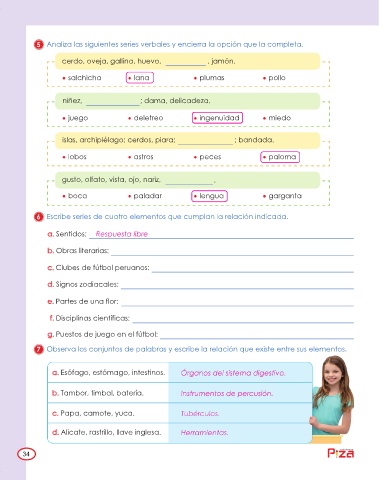 5 Analiza las siguientes series verbales y encierra la opción que la completa.
cerdo, oveja, gallina, huevo, __________ , jamón.
• salchicha • lana • plumas • pollo
niñez, ______________ ; dama, delicadeza.
• juego • deletreo • ingenuidad • miedo
islas, archipiélago; cerdos, piara; ______________ ; bandada.
• lobos • astros • peces • paloma
gusto, olfato, vista, ojo, nariz, ____________.
• boca • paladar • lengua • garganta
6 Escribe series de cuatro elementos que cumplan la relación indicada.
a. Sentidos: Respuesta libre
b. Obras literarias:
c. Clubes de fútbol peruanos:
d. Signos zodiacales:
e. Partes de una flor:
f. Disciplinas científicas:
g. Puestos de juego en el fútbol:
7 Observa los conjuntos de palabras y escribe la relación que existe entre sus elementos.
a. Esófago, estómago, intestinos. Órganos del sistema digestivo.
b. Tambor, timbal, batería. Instrumentos de percusión.
c. Papa, camote, yuca. Tubérculos.
d. Alicate, rastrillo, llave inglesa. Herramientas.
34